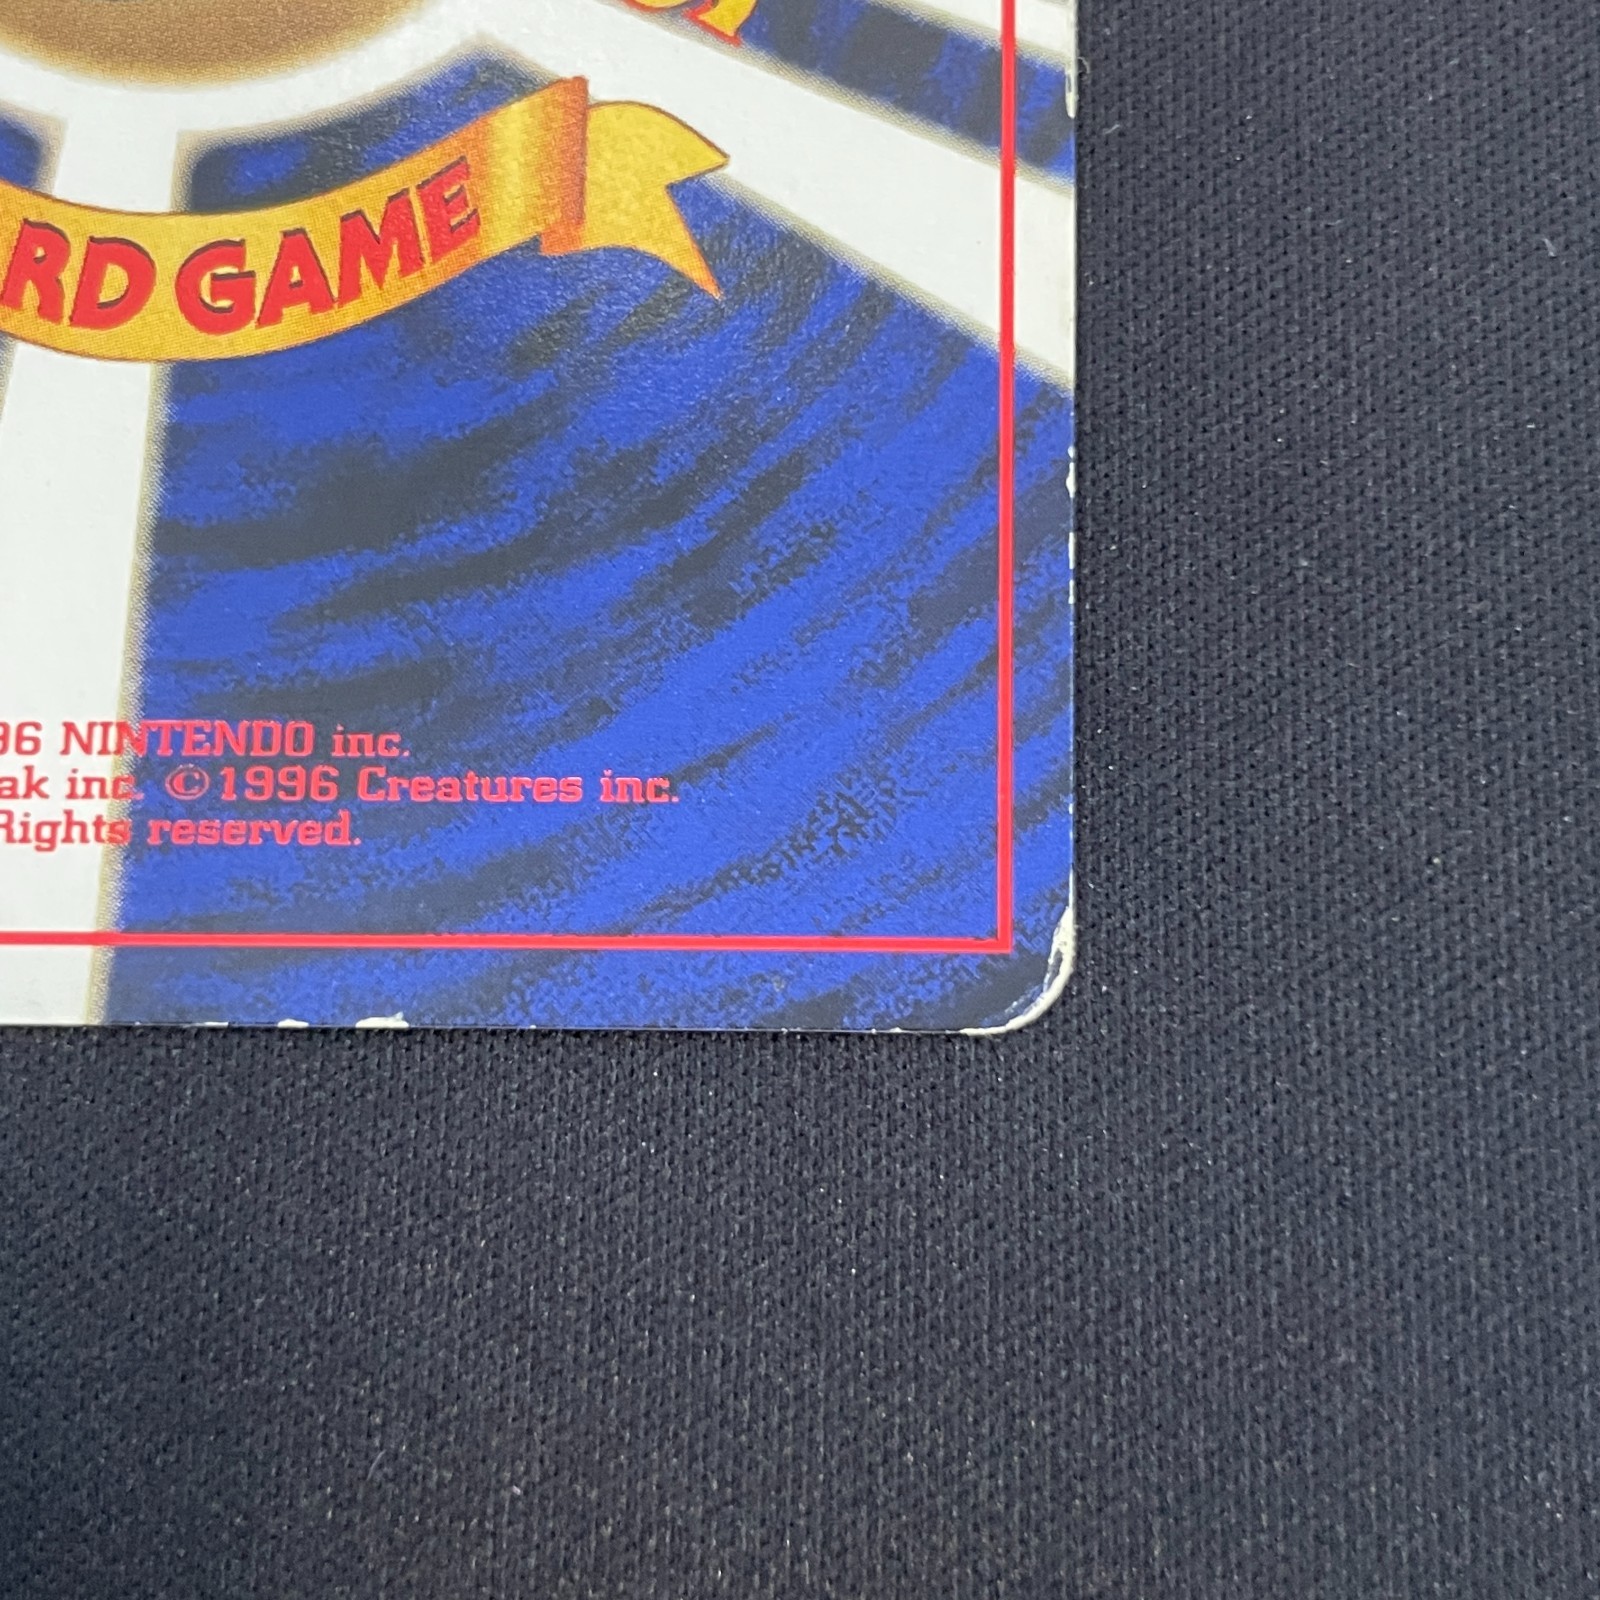 RD GAME
96 NINTENDO inc.
ak inc. ©1996 Creatures inc.
Rights reserved.